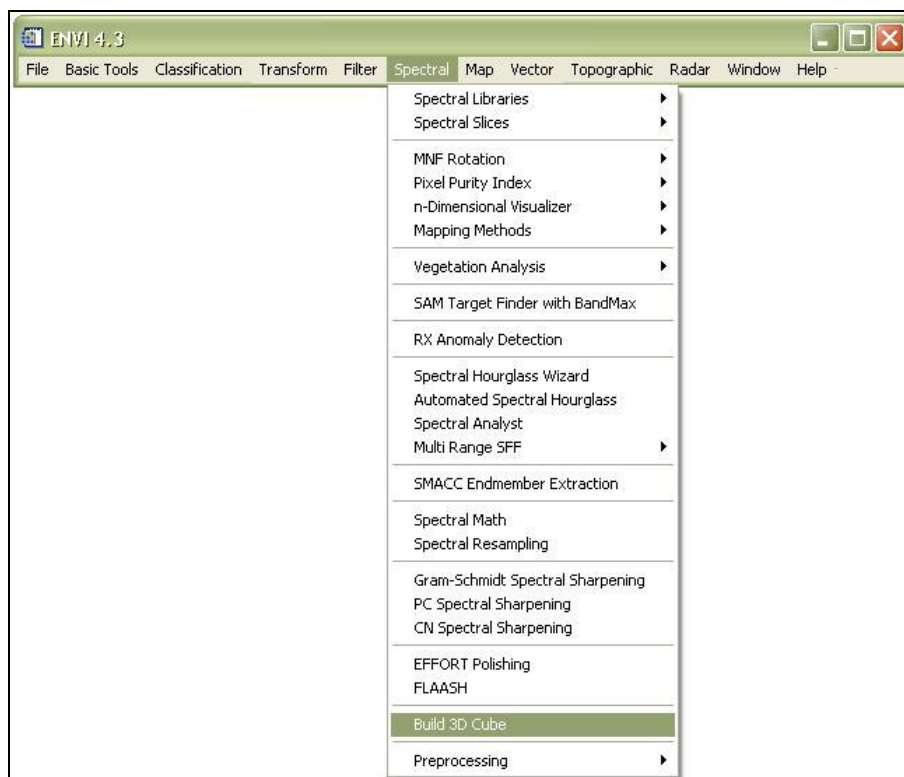 ENVI 4.3
File Basic Tools Classification Transform Filter Spectral Map Vector Topographic Radar Window Help
Spectral Libraries
Spectral Slices
MNF Rotation
Pixel Purity Index
n-Dimensional Visualizer
Mapping Methods
Vegetation Analysis
SAM Target Finder with BandMax
RX Anomaly Detection
Spectral Hourglass Wizard
Automated Spectral Hourglass
Spectral Analyst
Multi Range SFF
SMACC Endmember Extraction
Spectral Math
Spectral Resampling
Gram-Schmidt Spectral Sharpening
PC Spectral Sharpening
CN Spectral Sharpening
EFFORT Polishing
FLAASH
Build 3D Cube
Preprocessing